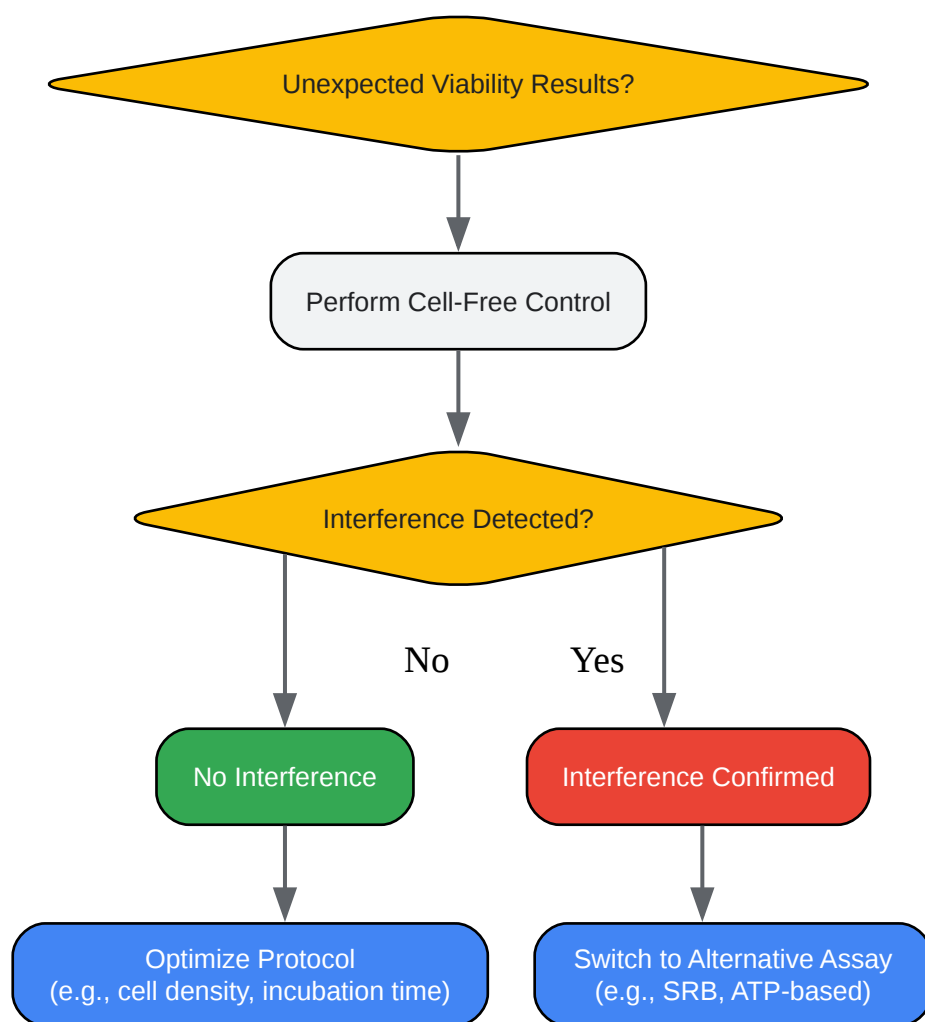 Unexpected Viability Results?
Perform Cell-Free Control
Interference Detected?
No
Yes
No Interference
Interference Confirmed
Optimize Protocol
(e.g., cell density, incubation time)
Switch to Alternative Assay
(e.g., SRB, ATP-based)